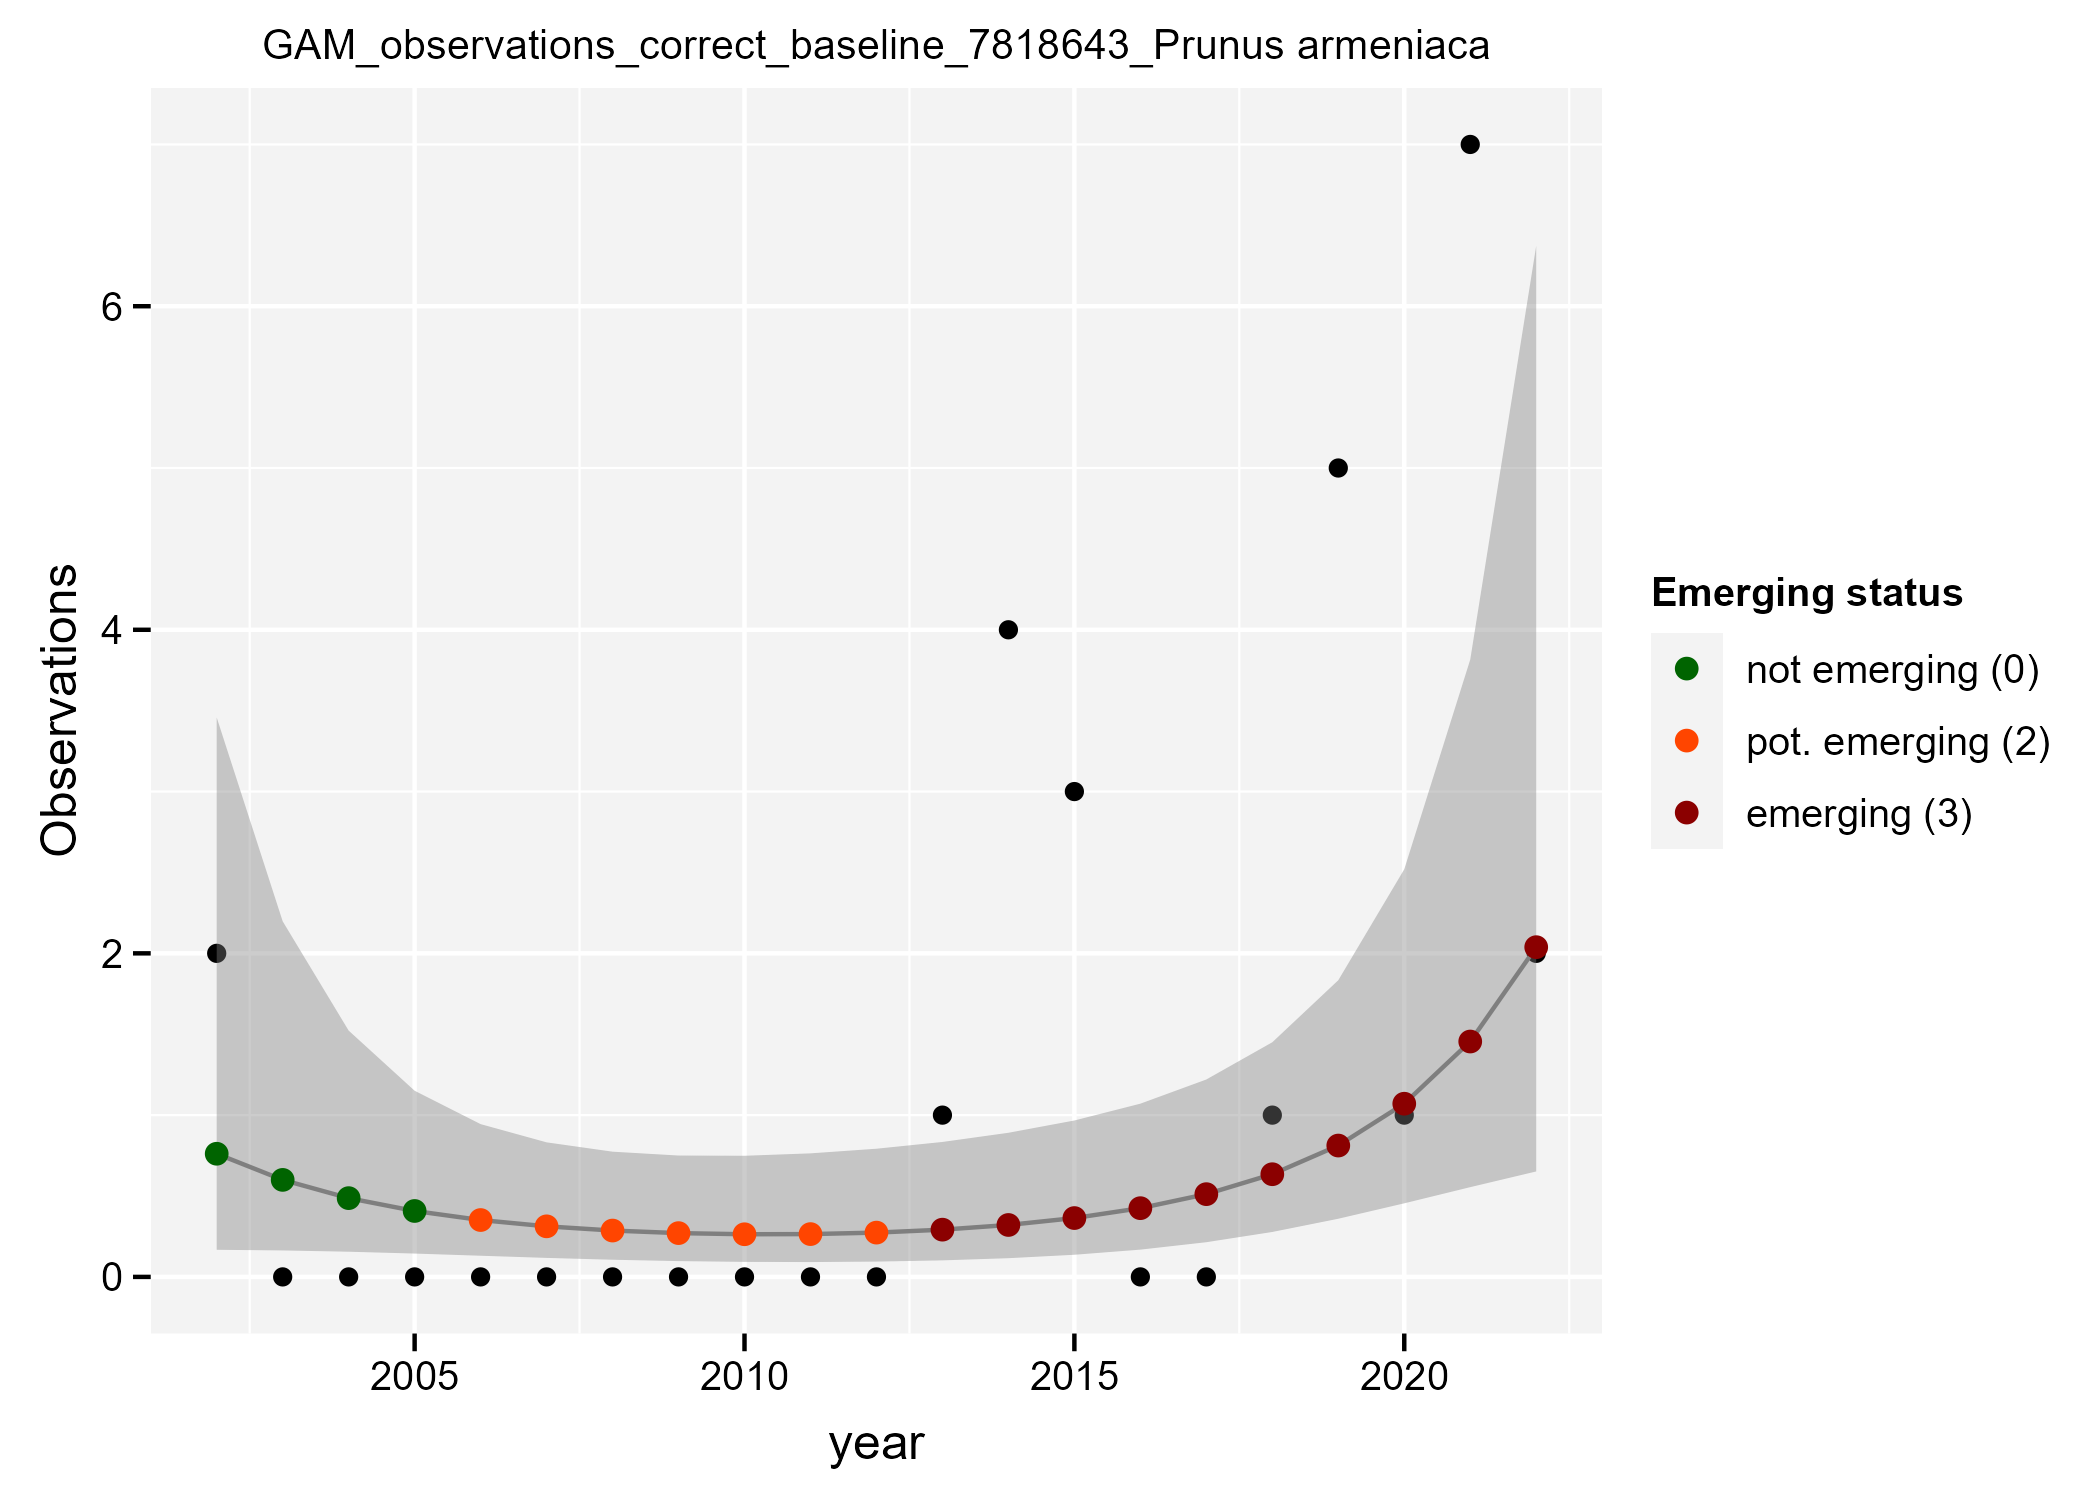 GAM_observations_correct_baseline_7818643_Prunus armeniaca
Observations
6
4
2
0
2005
2010
2015
2020
year
Emerging status
not emerging (0)
pot. emerging (2)
emerging (3)